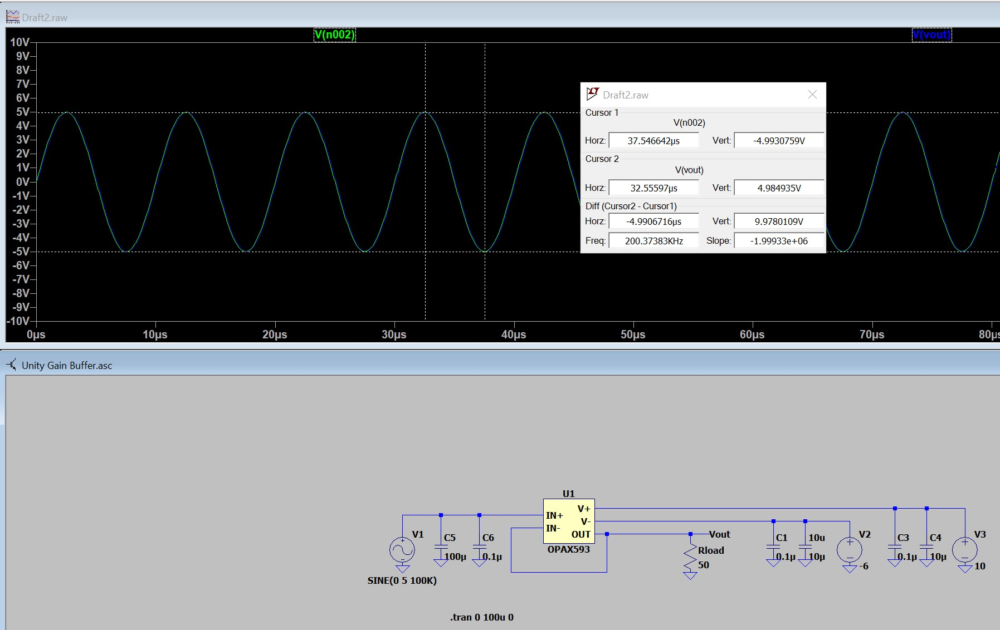 Draft2.raw
V(n002)
V(vout)
10V
9V
8V
7V
6V
5V
4V
3V
2V
1V
0V
-1V
-2V
-3V
-4V
-5V
-6V
-7V
-8V
-9V
-10V
0µs 10µs 20µs 30µs 40µs 50µs 60µs 70µs 80µs
Draft2.raw
Cursor 1
V(n002)
Horz: 37.546642µs Vert: -4.9930759V
Cursor 2
V(vout)
Horz: 32.55597µs Vert: 4.984935V
Diff (Cursor2 - Cursor1)
Horz: -4.9906716µs Vert: 9.9780109V
Freq: 200.37383KHz Slope: -1.99933e+06
Unity Gain Buffer.asc
U1
IN+ V+
IN- V-
OUT
OPAX593
V1
SINE(0 5 100K)
C5
100µ
C6
0.1µ
Vout
Rload
50
C1
0.1µ
10u
10µ
V2
-6
C3
0.1µ
C4
10µ
V3
10
.tran 0 100u 0